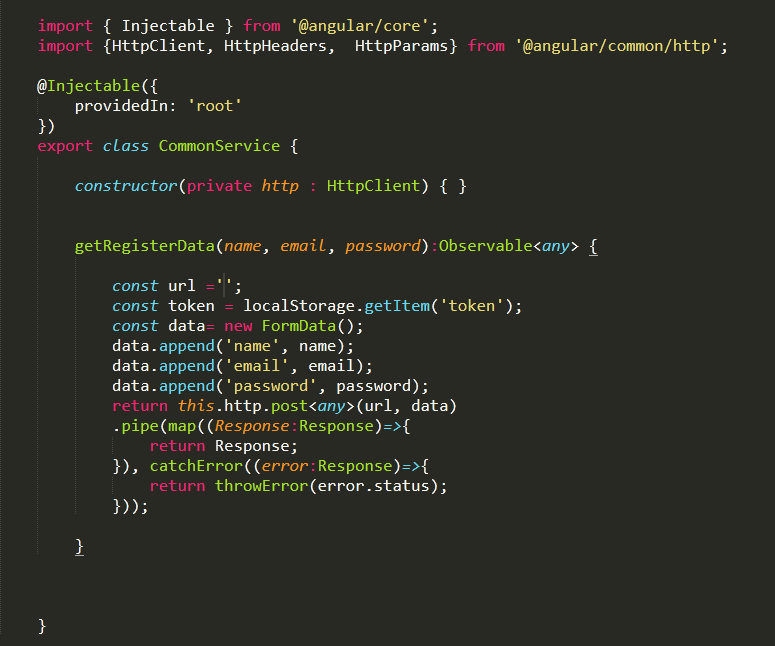 import { Injectable } from '@angular/core';
import {HttpClient, HttpHeaders,  HttpParams} from '@angular/common/http';
@Injectable({
    providedIn: 'root'
})
export class CommonService {
    constructor(private http : HttpClient) { }
    getRegisterData(name, email, password):Observable<any> {
        const url ='';
        const token = localStorage.getItem('token');
        const data= new FormData();
        data.append('name', name);
        data.append('email', email);
        data.append('password', password);
        return this.http.post<any>(url, data)
        .pipe(map((Response:Response)=>{
            return Response;
        }), catchError((error:Response)=>{
            return throwError(error.status);
        }));
    }
}